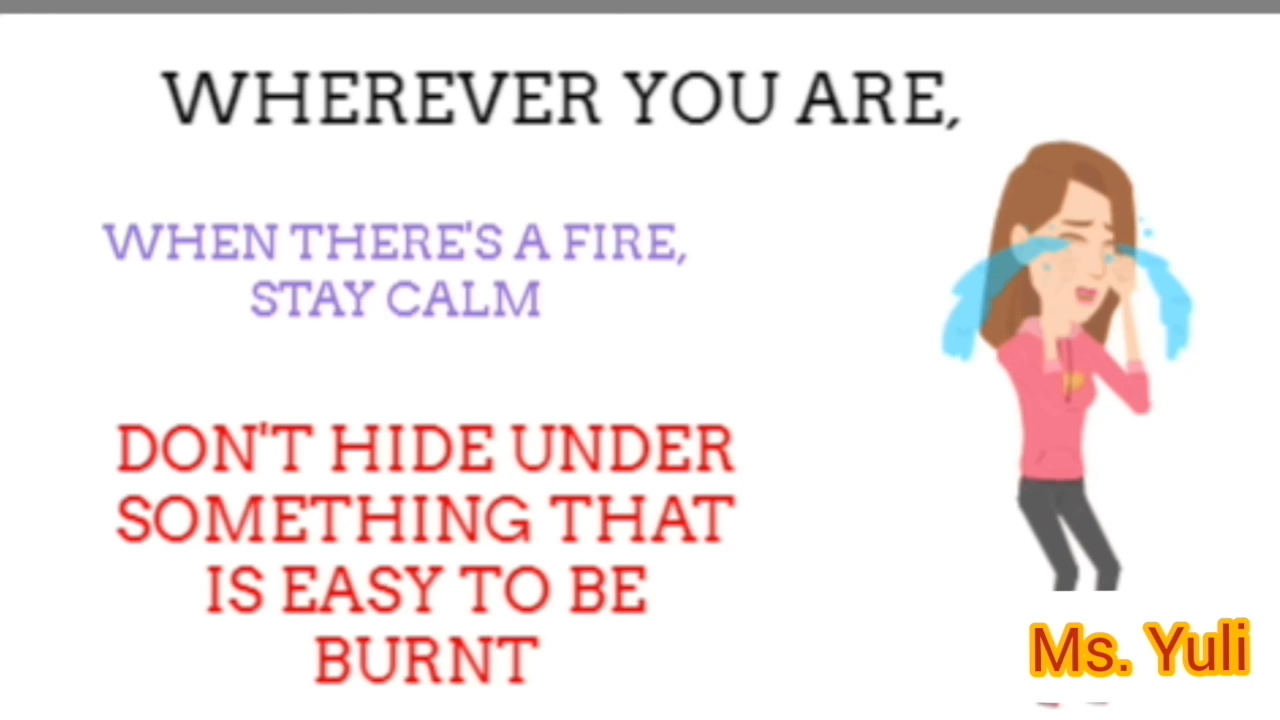 WHEREVER YOU ARE,
WHEN THERE'S A FIRE,
STAY CALM
DON'T HIDE UNDER
SOMETHING THAT
IS EASY TO BE
BURNT
Ms. Yuli